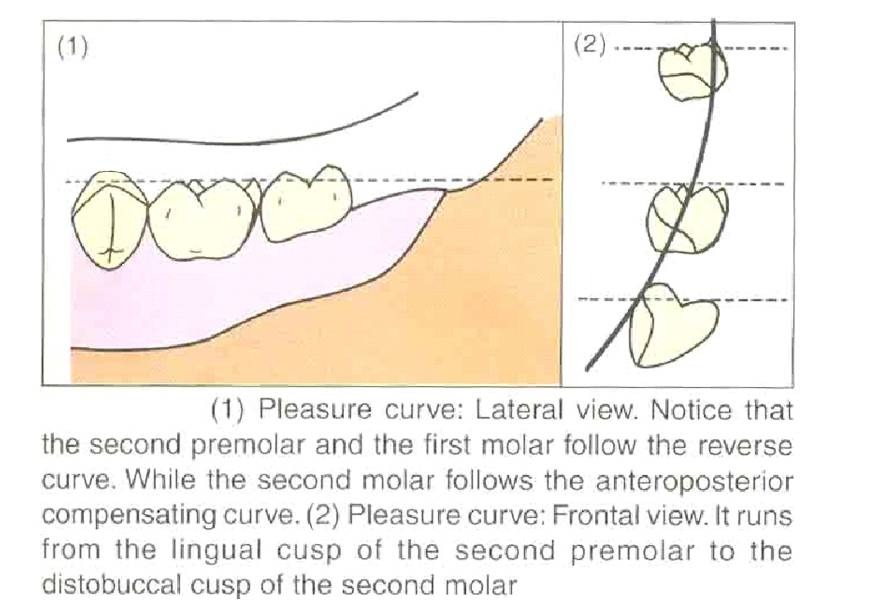 (1)
(2)
(1) Pleasure curve: Lateral view. Notice that
the second premolar and the first molar follow the reverse
curve. While the second molar follows the anteroposterior
compensating curve. (2) Pleasure curve: Frontal view. It runs
from the lingual cusp of the second premolar to the
distobuccal cusp of the second molar